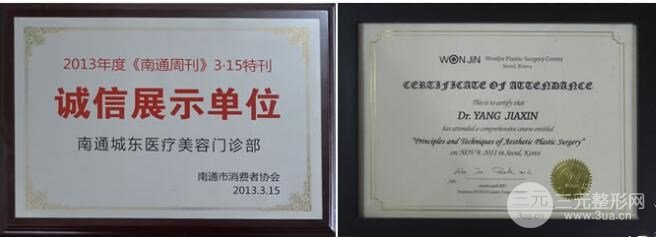 2013年度《南通周刊》3·15特刊
诚信展示单位
南通城东医疗美容门诊部
南通市消费者协会
2013.3.15
WONJIN WonJin Plastic Surgery Center
Seoul, Korea
CERTIFICATE OF ATTENDANCE
This is to certify that
Dr. YANG JIAXIN
has attended a comprehensive course entitled
"Principles and Techniques of Aesthetic Plastic Surgery"
on NOV 9, 2011 in Seoul, Korea
三元整形网
www.3ua.cn